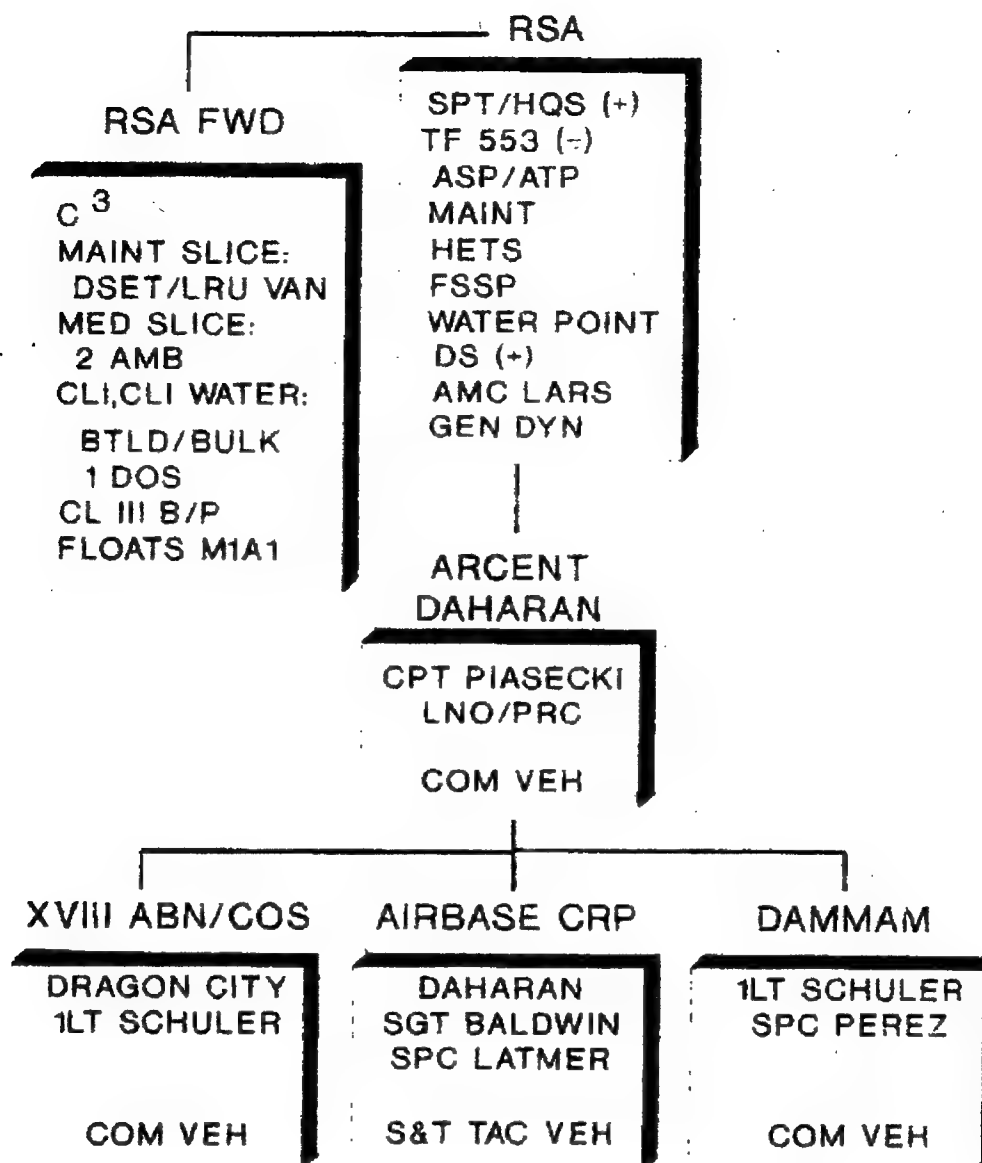 RSA
SPT/HQS (+)
TF 553 (-)
ASP/ATP
MAINT
HETS
FSSP
WATER POINT
DS (+)
AMC LARS
GEN DYN
RSA FWD
C 3
MAINT SLICE:
DSET/LRU VAN
MED SLICE:
2 AMB
CLI,CLI WATER:
BTLD/BULK
1 DOS
CL III B/P
FLOATS M1A1
ARCENT
DAHARAN
CPT PIASECKI
LNO/PRC
COM VEH
XVIII ABN/COS
DRAGON CITY
1LT SCHULER
COM VEH
AIRBASE CRP
DAHARAN
SGT BALDWIN
SPC LATMER
S&T TAC VEH
DAMMAM
1LT SCHULER
SPC PEREZ
COM VEH